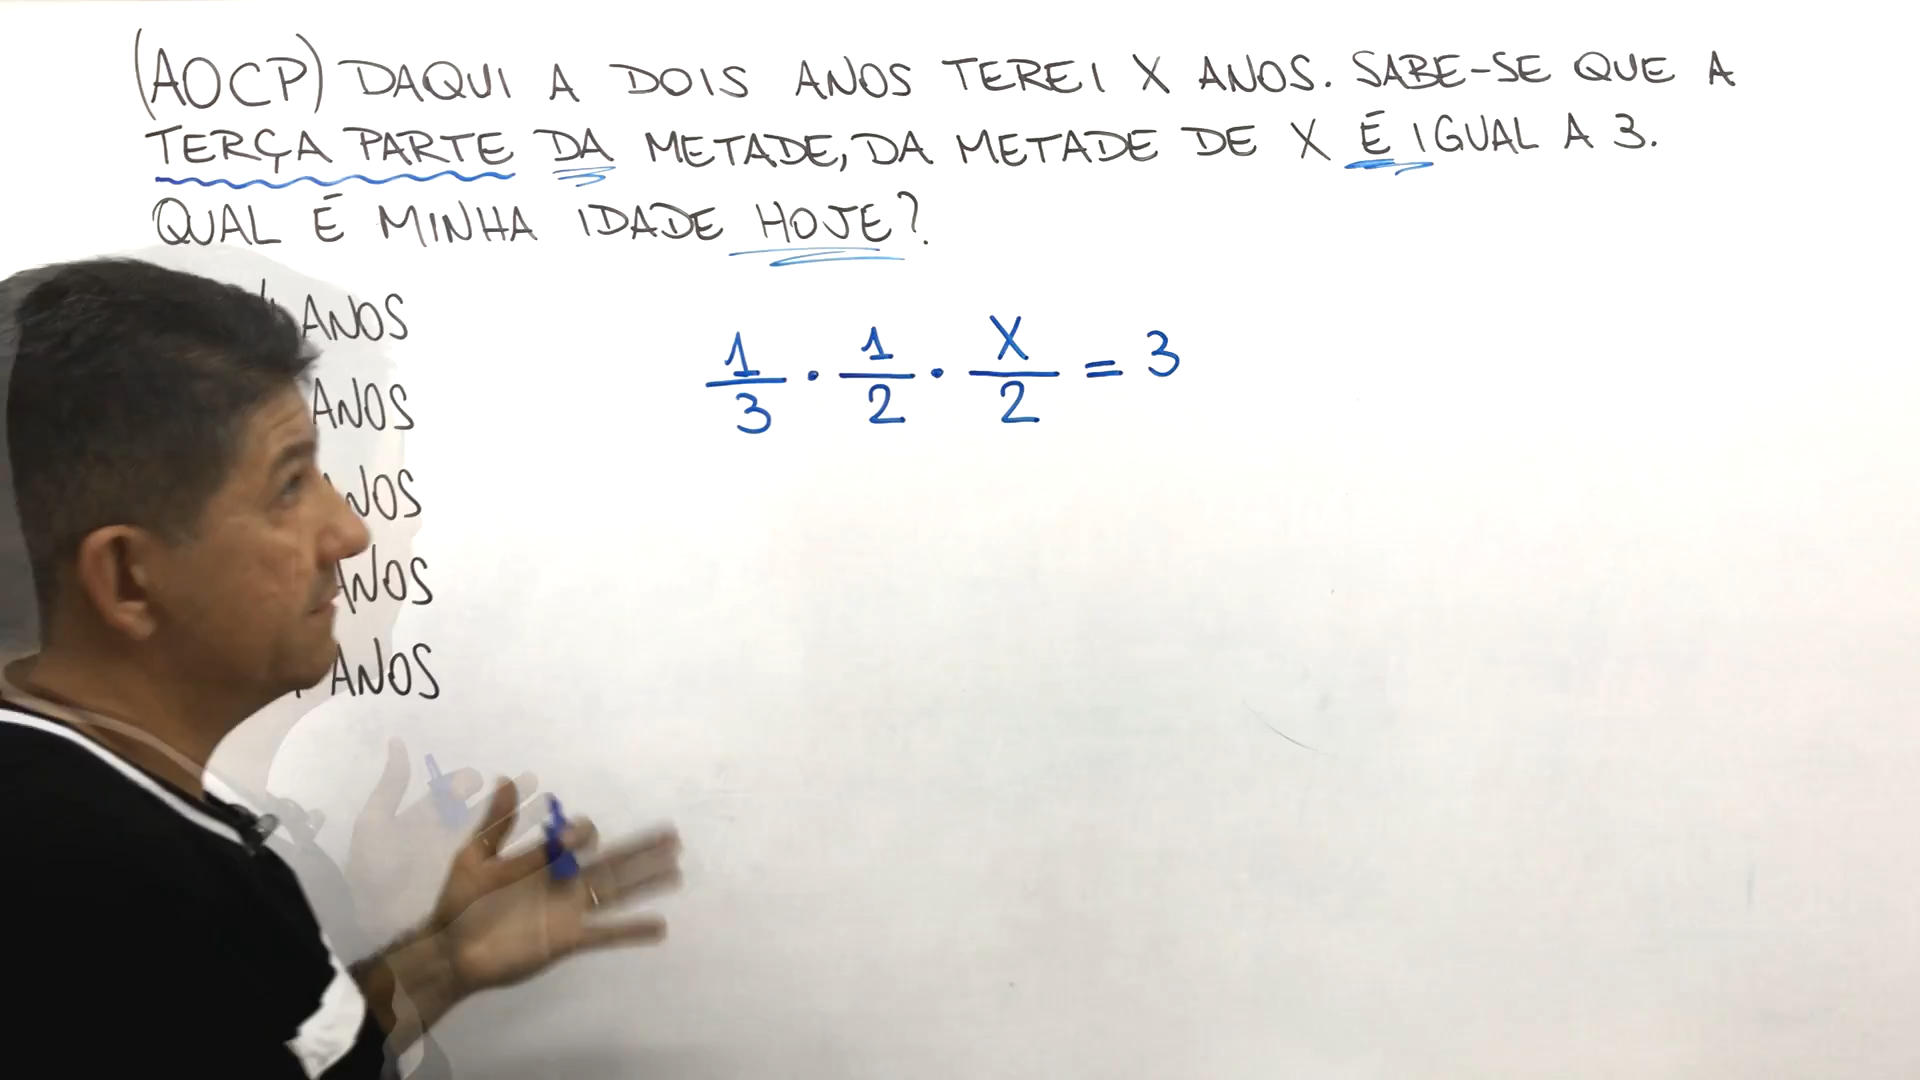 (AOCP) DAQUI A DOIS ANOS TEREI X ANOS. SABE-SE QUE A
TERÇA PARTE DA METADE, DA METADE DE X É IGUAL A 3.
QUAL É MINHA IDADE HOJE?
ANOS
ANOS
ANOS
ANOS
1/3 · 1/2 · X/2 = 3